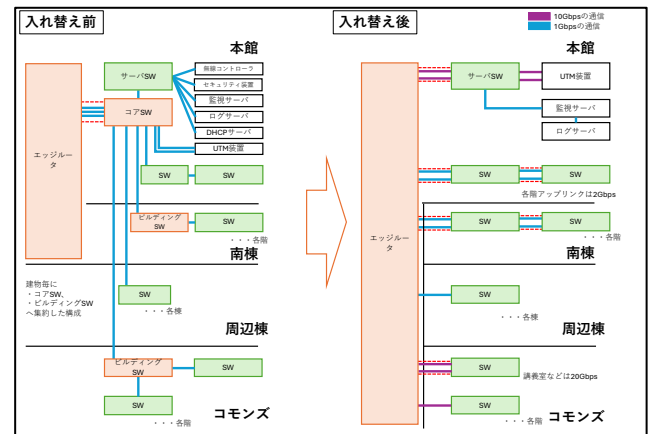 入れ替え前
本館
サーバSW
無線コントローラ
セキュリティ装置
監視サーバ
ログサーバ
DHCPサーバ
UTM装置
コアSW
エッジルー
タ
SW
SW
ビルディング
SW
SW
・・・各階
南棟
建物毎に
・コアSW、
・ビルディングSW
へ集約した構成
SW
・・・各棟
周辺棟
ビルディング
SW
SW
SW
・・・各階
コモンズ
入れ替え後
10Gbpsの通信
1Gbpsの通信
本館
サーバSW
UTM装置
監視サーバ
ログサーバ
エッジルー
タ
SW
SW
各階アップリンクは2Gbps
SW
SW
・・・各階
南棟
SW
・・・各棟
周辺棟
SW
講義室などは20Gbps
SW
・・・各階
コモンズ